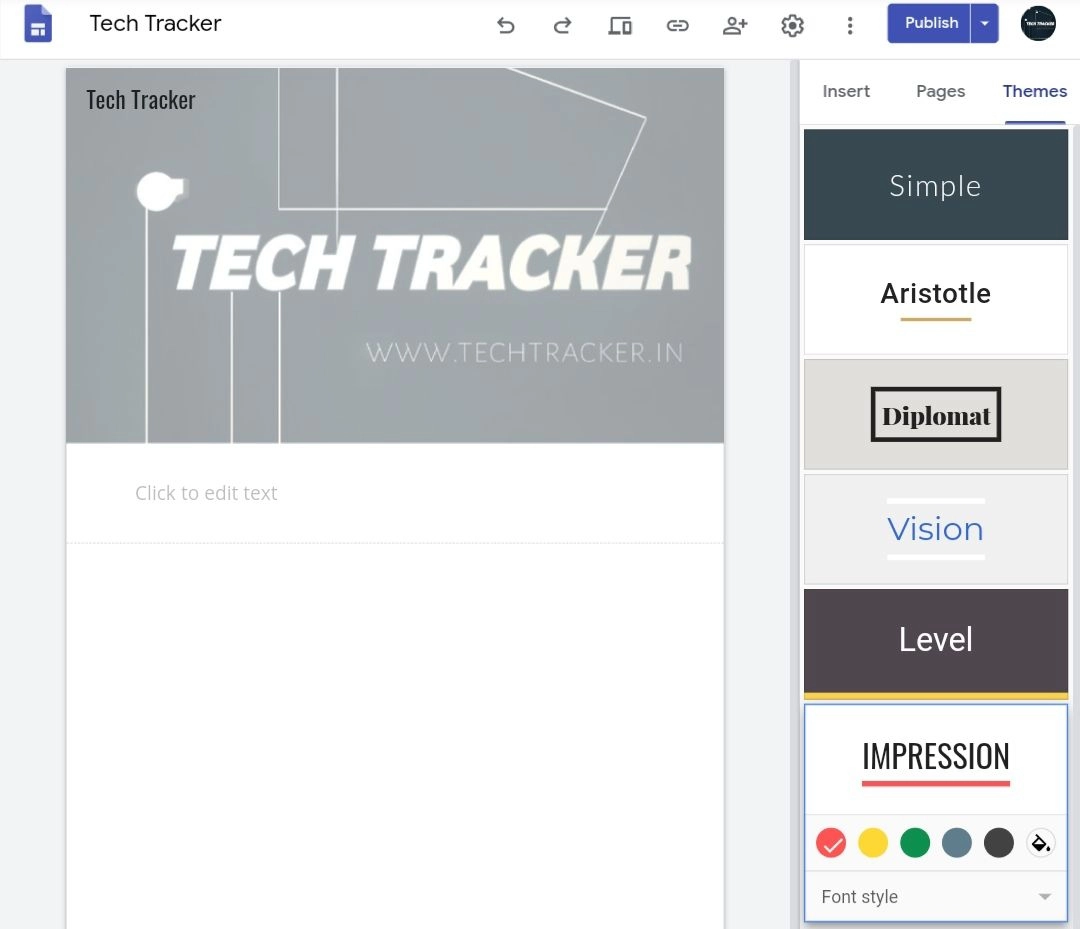 Tech Tracker
Publish
Insert Pages Themes
Tech Tracker
TECH TRACKER
WWW.TECHTRACKER.IN
Click to edit text
Simple
Aristotle
Diplomat
Vision
Level
IMPRESSION
Font style